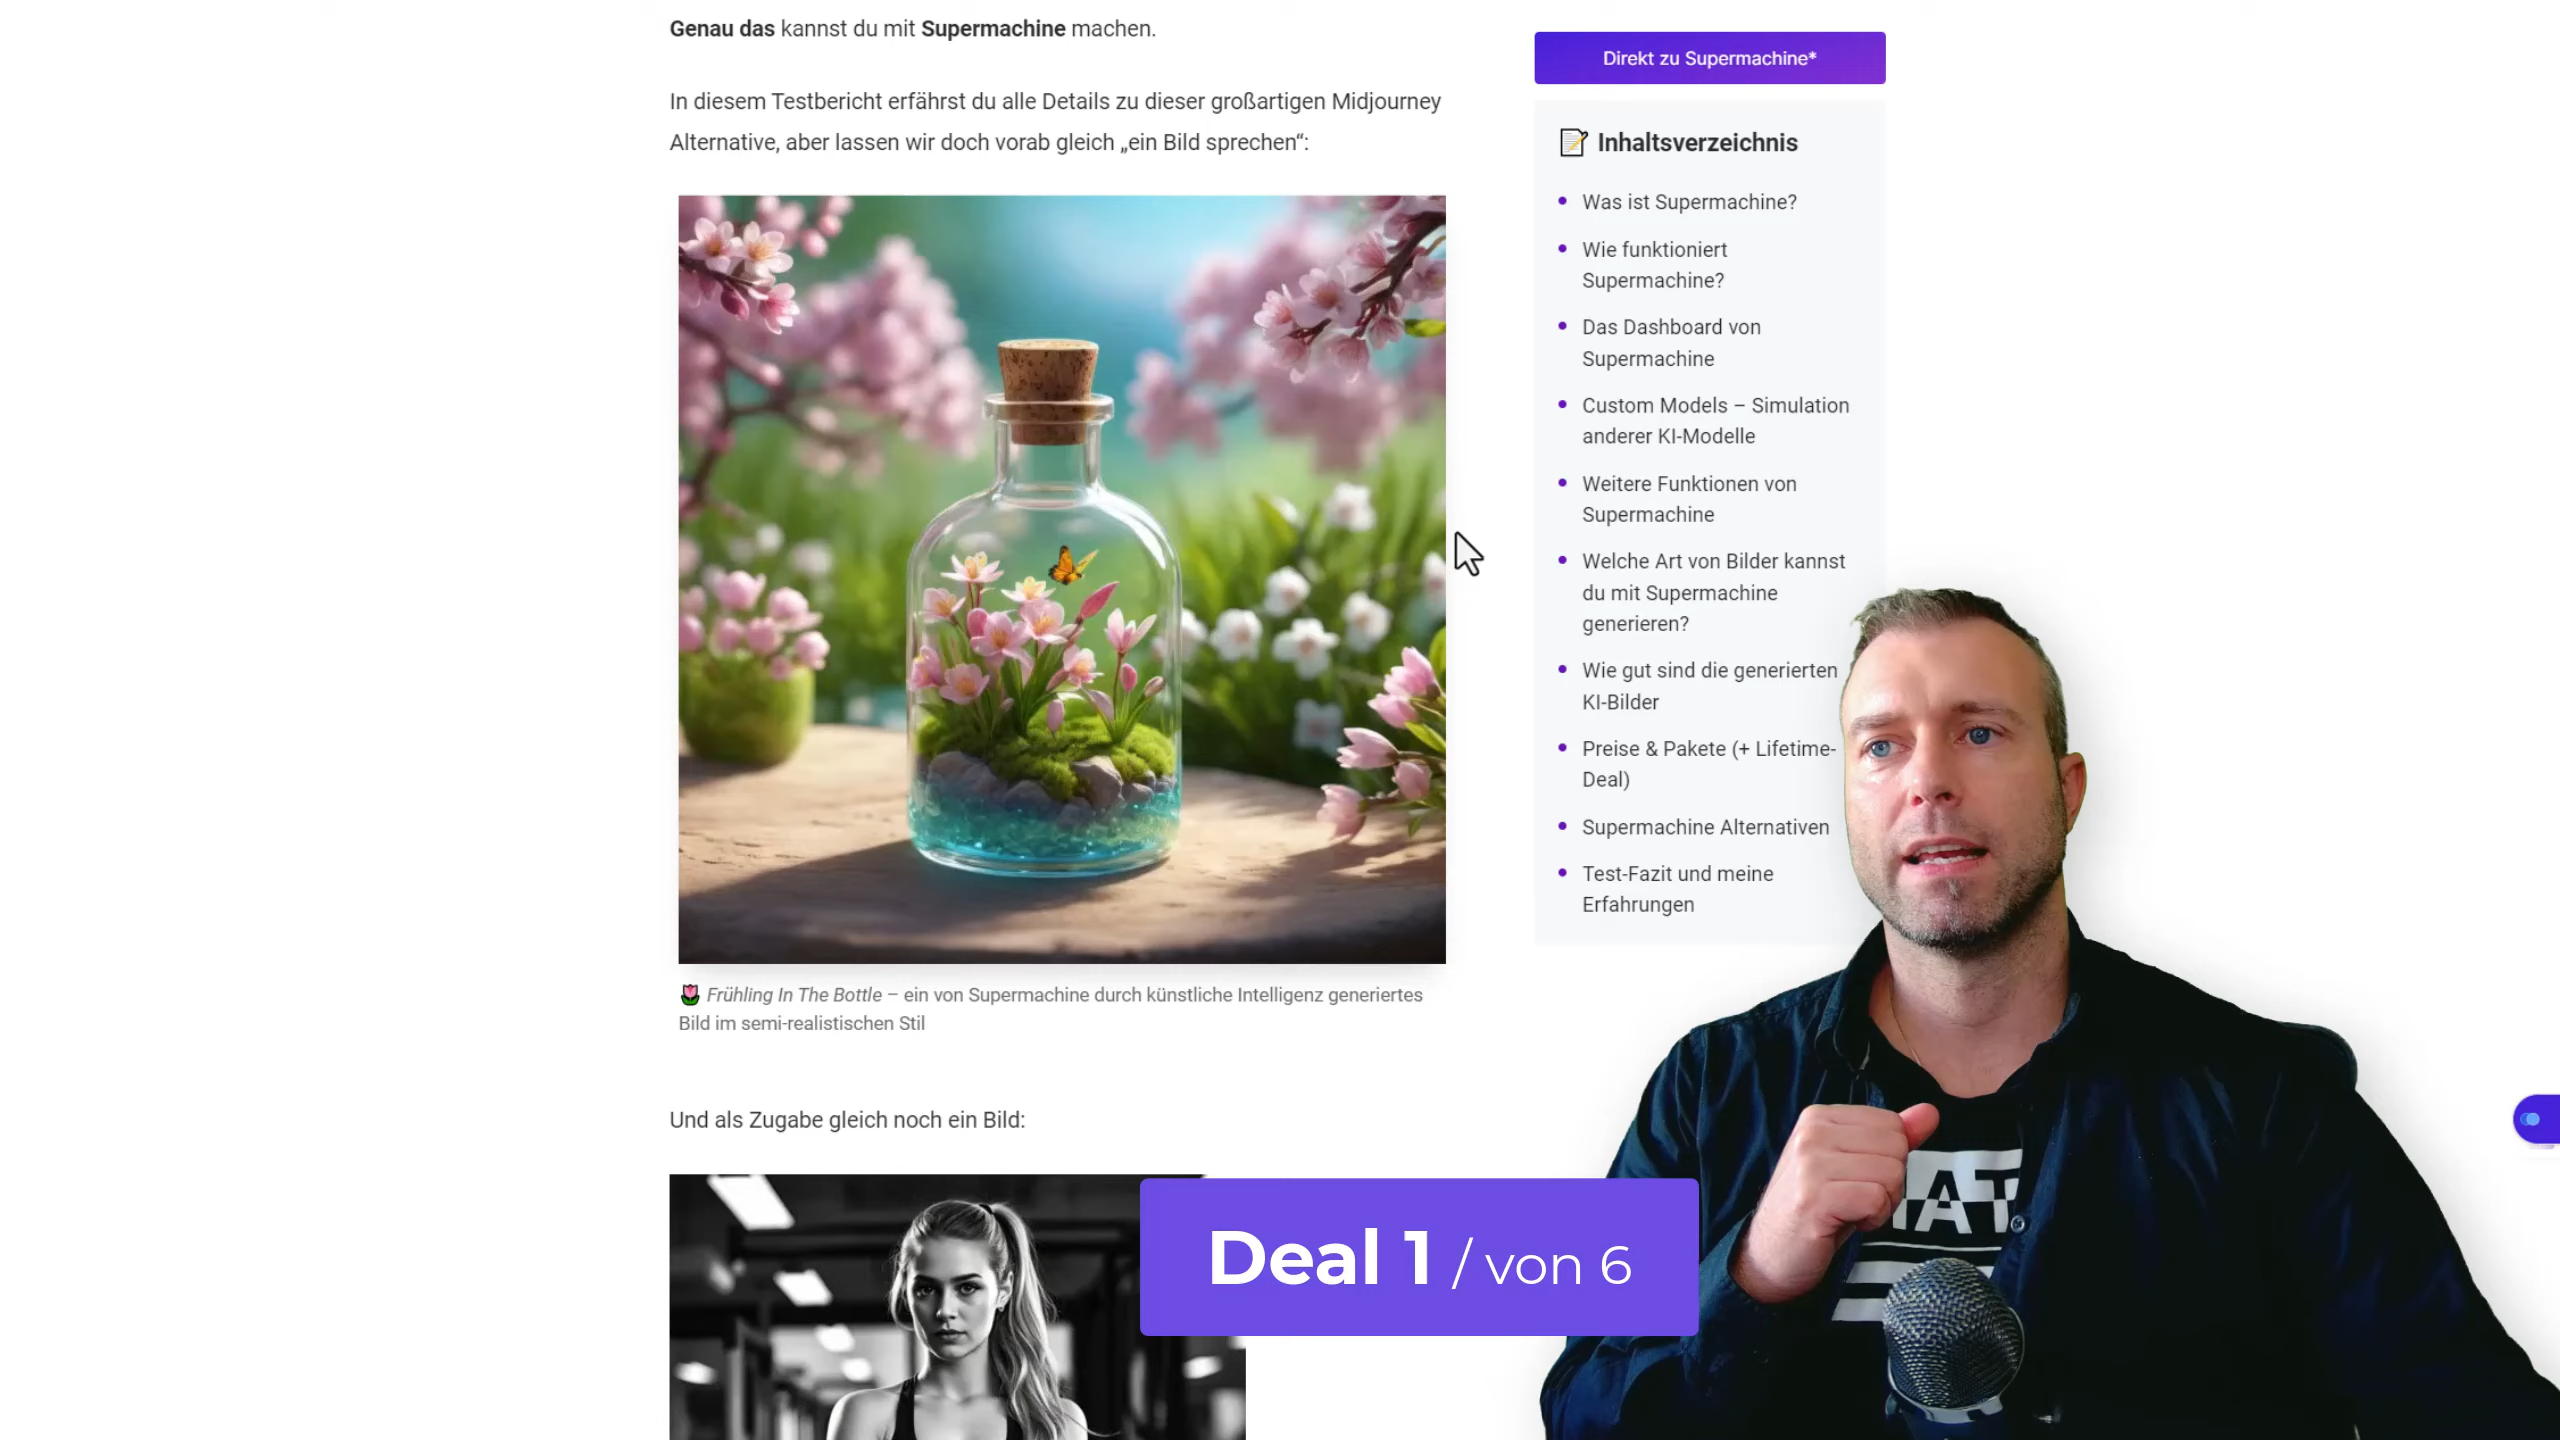 Genau das kannst du mit Supermachine machen.
In diesem Testbericht erfährst du alle Details zu dieser großartigen Midjourney
Alternative, aber lassen wir doch vorab gleich „ein Bild sprechen“:
Frühling In The Bottle – ein von Supermachine durch künstliche Intelligenz generiertes
Bild im semi-realistischen Stil
Und als Zugabe gleich noch ein Bild:
Direkt zu Supermachine*
Inhaltsverzeichnis
Was ist Supermachine?
Wie funktioniert
Supermachine?
Das Dashboard von
Supermachine
Custom Models – Simulation
anderer KI-Modelle
Weitere Funktionen von
Supermachine
Welche Art von Bilder kannst
du mit Supermachine
generieren?
Wie gut sind die generierten
KI-Bilder
Preise & Pakete (+ Lifetime-
Deal)
Supermachine Alternativen
Test-Fazit und meine
Erfahrungen
Deal 1 / von 6